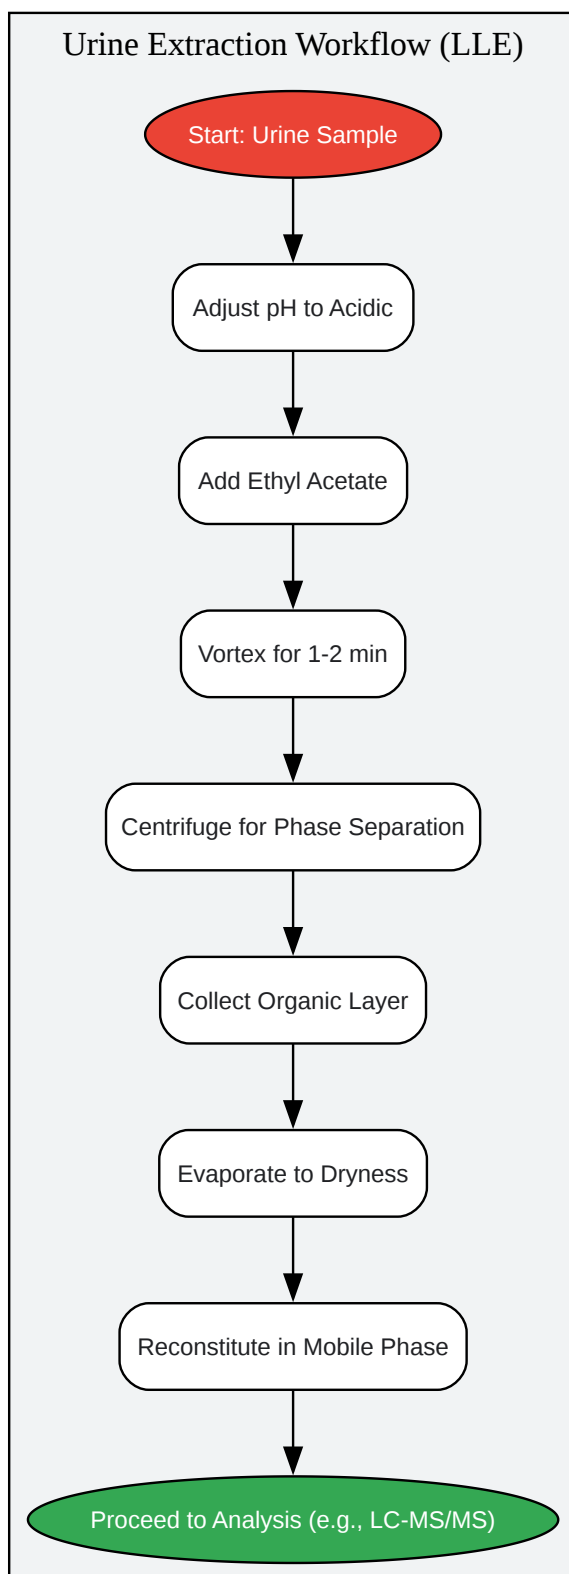 Urine Extraction Workflow (LLE)
Start: Urine Sample
Adjust pH to Acidic
Add Ethyl Acetate
Vortex for 1-2 min
Centrifuge for Phase Separation
Collect Organic Layer
Evaporate to Dryness
Reconstitute in Mobile Phase
Proceed to Analysis (e.g., LC-MS/MS)